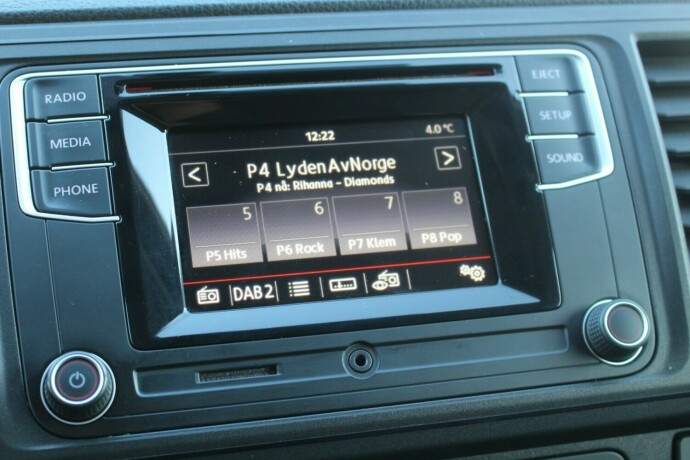 RADIO
MEDIA
PHONE
EJECT
SETUP
SOUND
12:22
4.0°C
< P4 LydenAvNorge >
P4 nå: Rihanna – Diamonds
5 6 7 8
P5 Hits P6 Rock P7 Klem P8 Pop
DAB 2